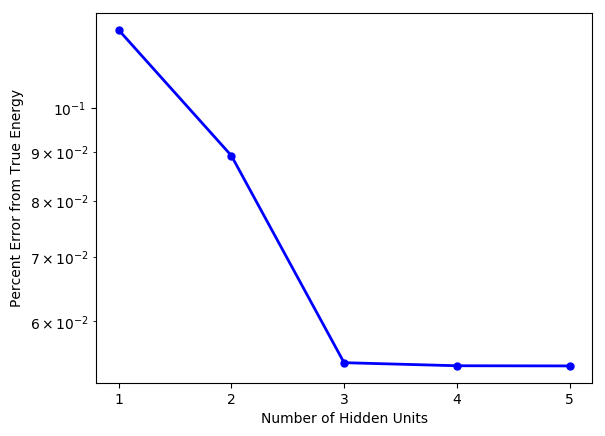 Percent Error from True Energy
10⁻¹
9 × 10⁻²
8 × 10⁻²
7 × 10⁻²
6 × 10⁻²
1 2 3 4 5
Number of Hidden Units